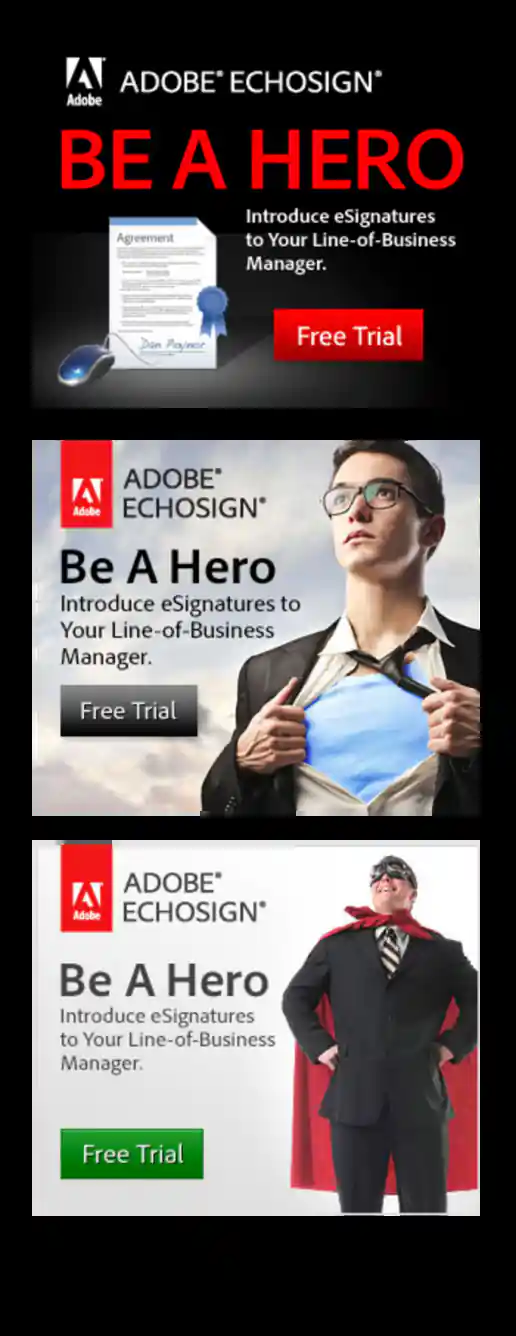 Adobe
ADOBE® ECHOSIGN®
BE A HERO
Introduce eSignatures
to Your Line-of-Business
Manager.
Agreement
Dan Raynor
Free Trial
Adobe
ADOBE®
ECHOSIGN®
Be A Hero
Introduce eSignatures to
Your Line-of-Business
Manager.
Free Trial
Adobe
ADOBE®
ECHOSIGN®
Be A Hero
Introduce eSignatures
to Your Line-of-Business
Manager.
Free Trial